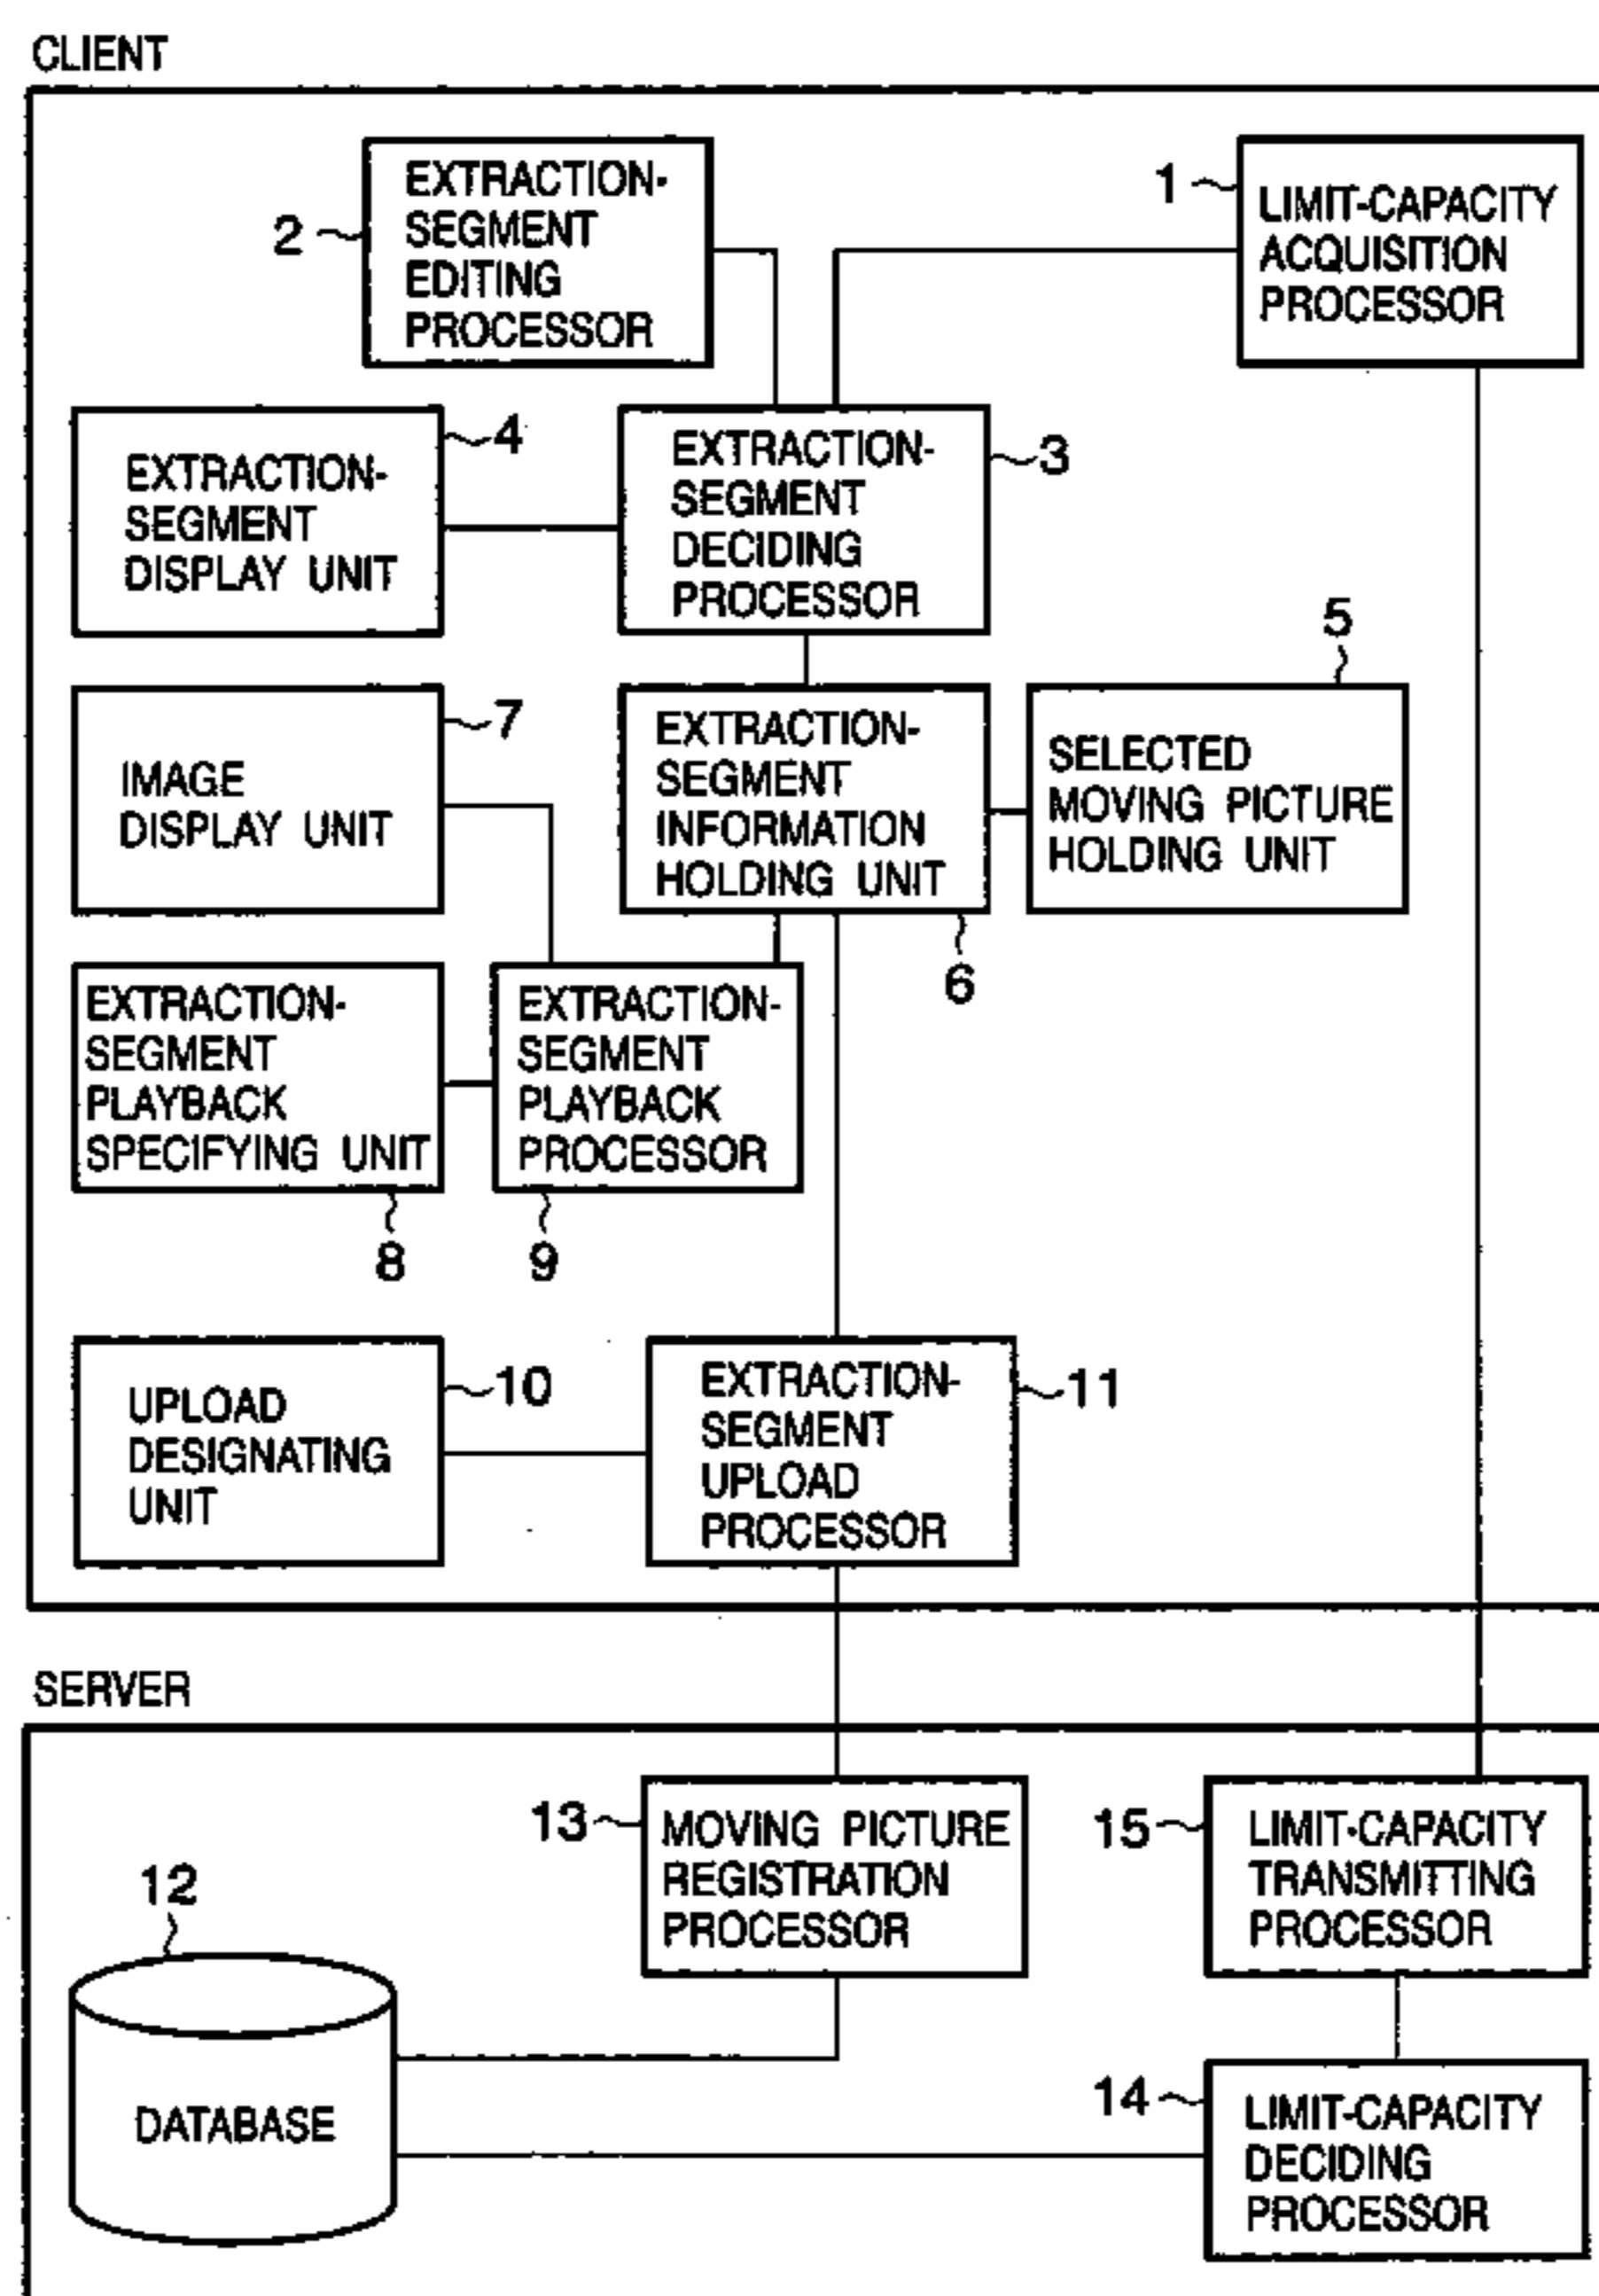 CLIENT
2
EXTRACTION-
SEGMENT
EDITING
PROCESSOR
1
LIMIT-CAPACITY
ACQUISITION
PROCESSOR
EXTRACTION-
SEGMENT
DISPLAY UNIT
4
EXTRACTION-
SEGMENT
DECIDING
PROCESSOR
3
IMAGE
DISPLAY UNIT
7
EXTRACTION-
SEGMENT
INFORMATION
HOLDING UNIT
6
5
SELECTED
MOVING PICTURE
HOLDING UNIT
EXTRACTION-
SEGMENT
PLAYBACK
SPECIFYING UNIT
8
EXTRACTION-
SEGMENT
PLAYBACK
PROCESSOR
9
UPLOAD
DESIGNATING
UNIT
10
EXTRACTION-
SEGMENT
UPLOAD
PROCESSOR
11
SERVER
13
MOVING PICTURE
REGISTRATION
PROCESSOR
15
LIMIT-CAPACITY
TRANSMITTING
PROCESSOR
12
DATABASE
14
LIMIT-CAPACITY
DECIDING
PROCESSOR